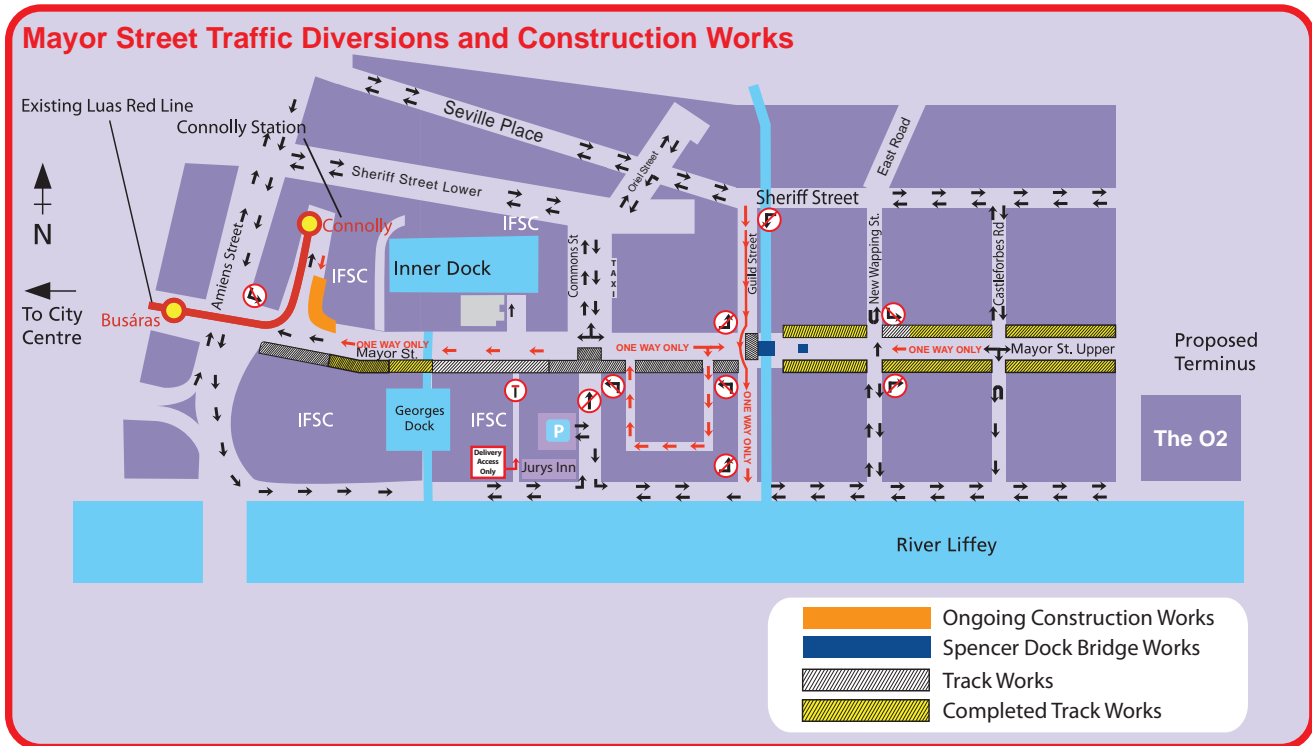 Mayor Street Traffic Diversions and Construction Works
Existing Luas Red Line
Connolly Station
Seville Place
East Road
Oriel Street
Sheriff Street Lower
Sheriff Street
N
Amiens Street
Connolly
IFSC
IFSC
Inner Dock
Commons St
TAXI
Guild Street
New Wapping St.
Castleforbes Rd
To City
Centre
Busáras
ONE WAY ONLY
Mayor St.
ONE WAY ONLY
ONE WAY ONLY
Mayor St. Upper
Proposed
Terminus
ONE WAY ONLY
IFSC
Georges
Dock
IFSC
T
P
Delivery
Access
Only
Jurys Inn
The O2
River Liffey
Ongoing Construction Works
Spencer Dock Bridge Works
Track Works
Completed Track Works